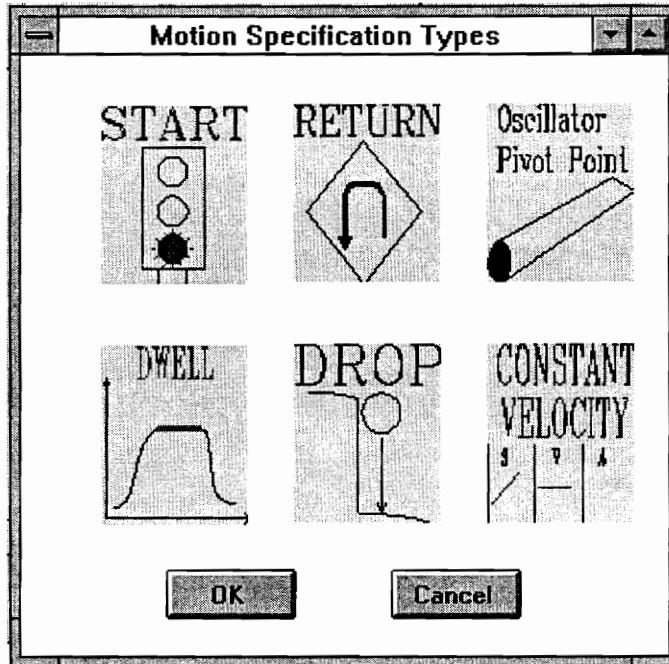 Motion Specification Types
START
RETURN
Oscillator
Pivot Point
DWELL
DROP
CONSTANT
VELOCITY
S V A
OK
Cancel